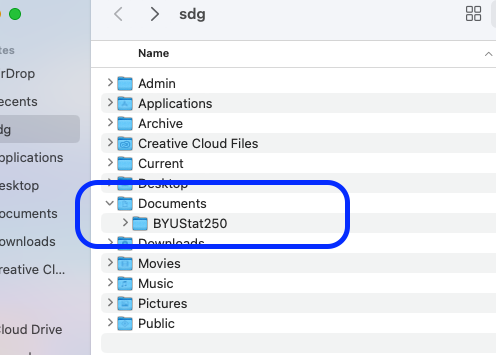 sdg
tes
rDrop
ecents
dg
pplications
esktop
ocuments
ownloads
reative Cl...
loud Drive
Name
Admin
Applications
Archive
Creative Cloud Files
Current
Desktop
Documents
BYUStat250
Downloads
Movies
Music
Pictures
Public